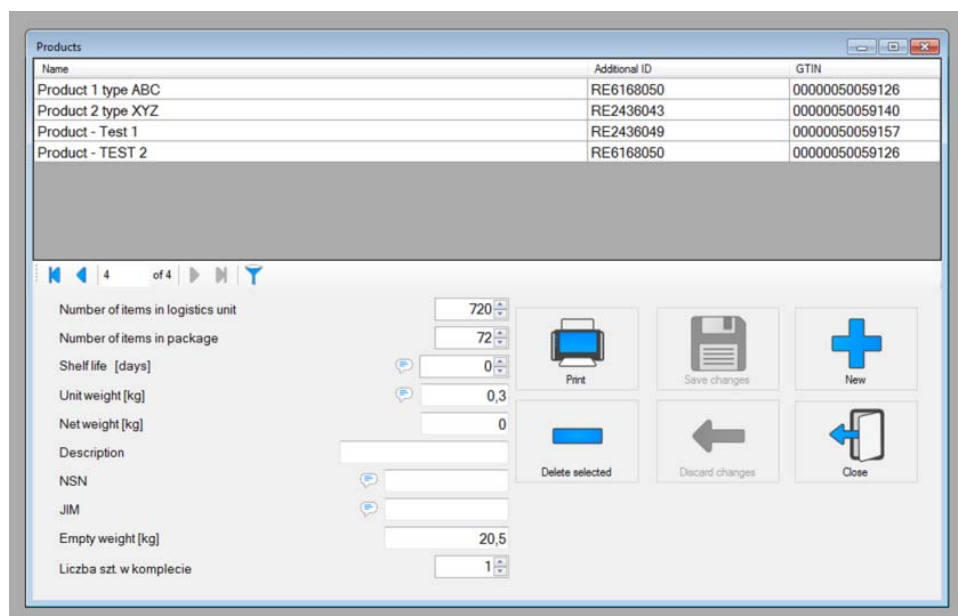 Products
Name Additional ID GTIN
Product 1 type ABC RE6168050 00000050059126
Product 2 type XYZ RE2436043 00000050059140
Product - Test 1 RE2436049 00000050059157
Product - TEST 2 RE6168050 00000050059126
4 of 4
Number of items in logistics unit 720
Number of items in package 72
Shelf life [days] 0
Unit weight [kg] 0,3
Net weight [kg] 0
Description
NSN
JIM
Empty weight [kg] 20,5
Liczba szt. w komplecie 1
Print Save changes New
Delete selected Discard changes Close